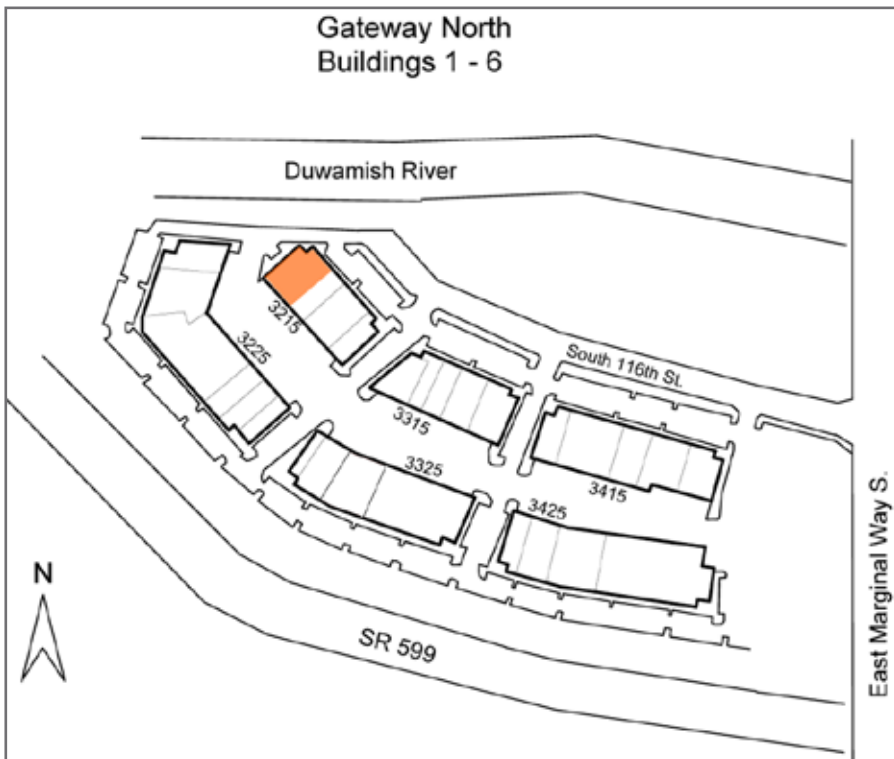 Gateway North
Buildings 1 - 6
Duwamish River
3215
3225
South 116th St.
3315
3325
3415
3425
East Marginal Way S.
N
SR 599